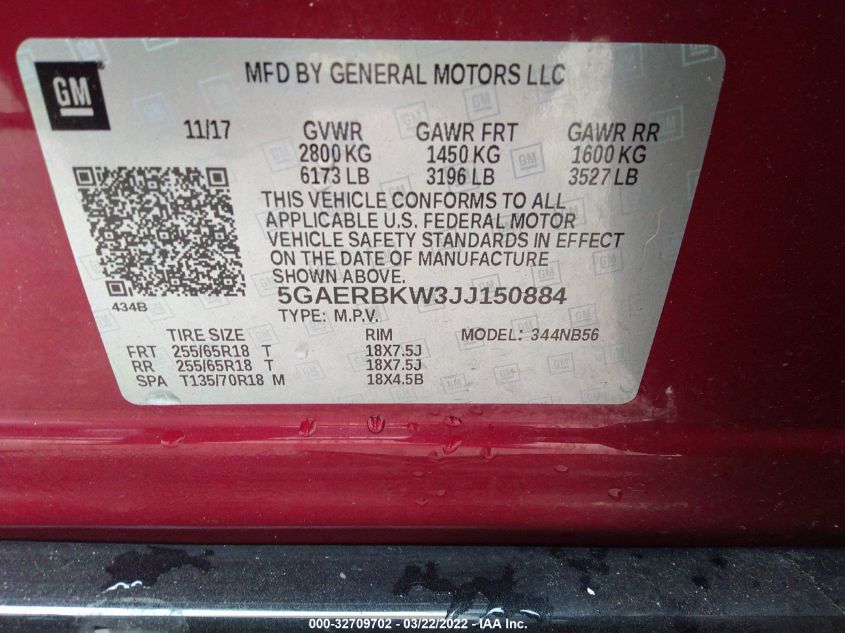 GM
MFD BY GENERAL MOTORS LLC
11/17 GVWR GAWR FRT GAWR RR
2800 KG 1450 KG 1600 KG
6173 LB 3196 LB 3527 LB
THIS VEHICLE CONFORMS TO ALL
APPLICABLE U.S. FEDERAL MOTOR
VEHICLE SAFETY STANDARDS IN EFFECT
ON THE DATE OF MANUFACTURE
SHOWN ABOVE.
434B
5GAERBKW3JJ150884
TYPE: M.P.V.
TIRE SIZE RIM MODEL: 344NB56
FRT 255/65R18 T 18X7.5J
RR 255/65R18 T 18X7.5J
SPA T135/70R18 M 18X4.5B
000-32709702 - 03/22/2022 - IAA Inc.